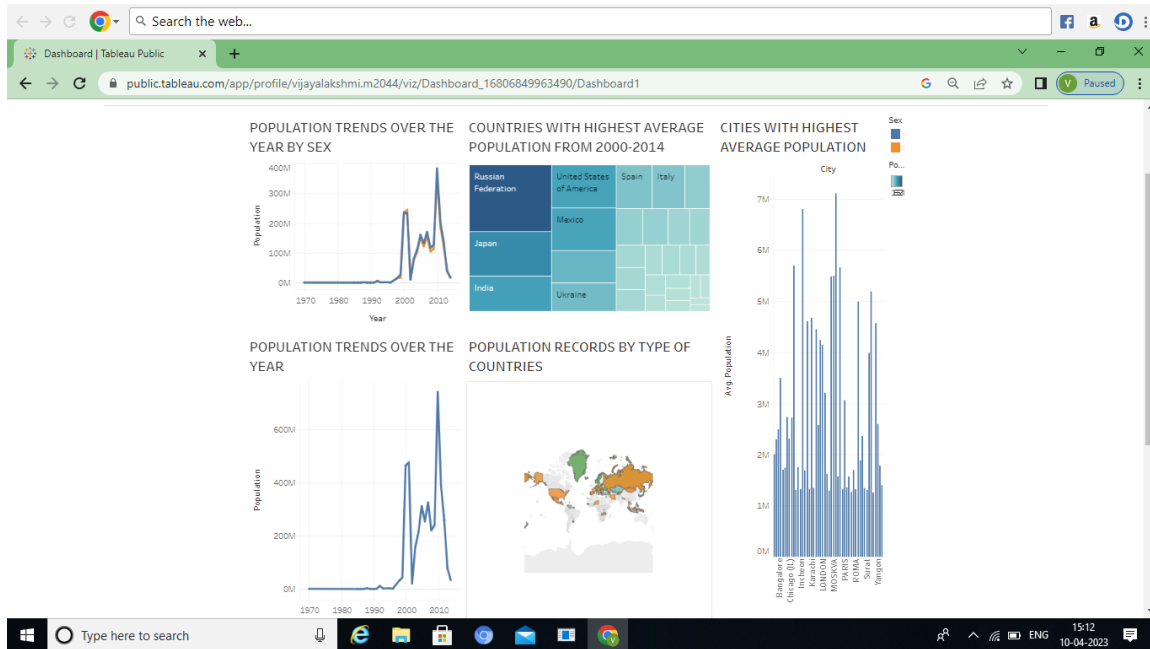 Search the web...
Dashboard | Tableau Public
public.tableau.com/app/profile/vijayalakshmi.m2044/viz/Dashboard_16806849963490/Dashboard1
V
Paused
POPULATION TRENDS OVER THE
YEAR BY SEX
400M
300M
200M
100M
0M
Population
1970 1980 1990 2000 2010
Year
COUNTRIES WITH HIGHEST AVERAGE
POPULATION FROM 2000-2014
Russian
Federation
Japan
India
United States
of America
Mexico
Ukraine
Spain
Italy
CITIES WITH HIGHEST
AVERAGE POPULATION
City
7M
6M
5M
4M
3M
2M
1M
0M
Avg. Population
Bangalore
Chicago (IL)
Incheon
Karachi
LONDON
MOSKVA
PARIS
ROMA
Surat
Yangon
Sex
Po...
POPULATION TRENDS OVER THE
YEAR
600M
400M
200M
0M
Population
1970 1980 1990 2000 2010
POPULATION RECORDS BY TYPE OF
COUNTRIES
Type here to search
ENG
15:12
10-04-2023